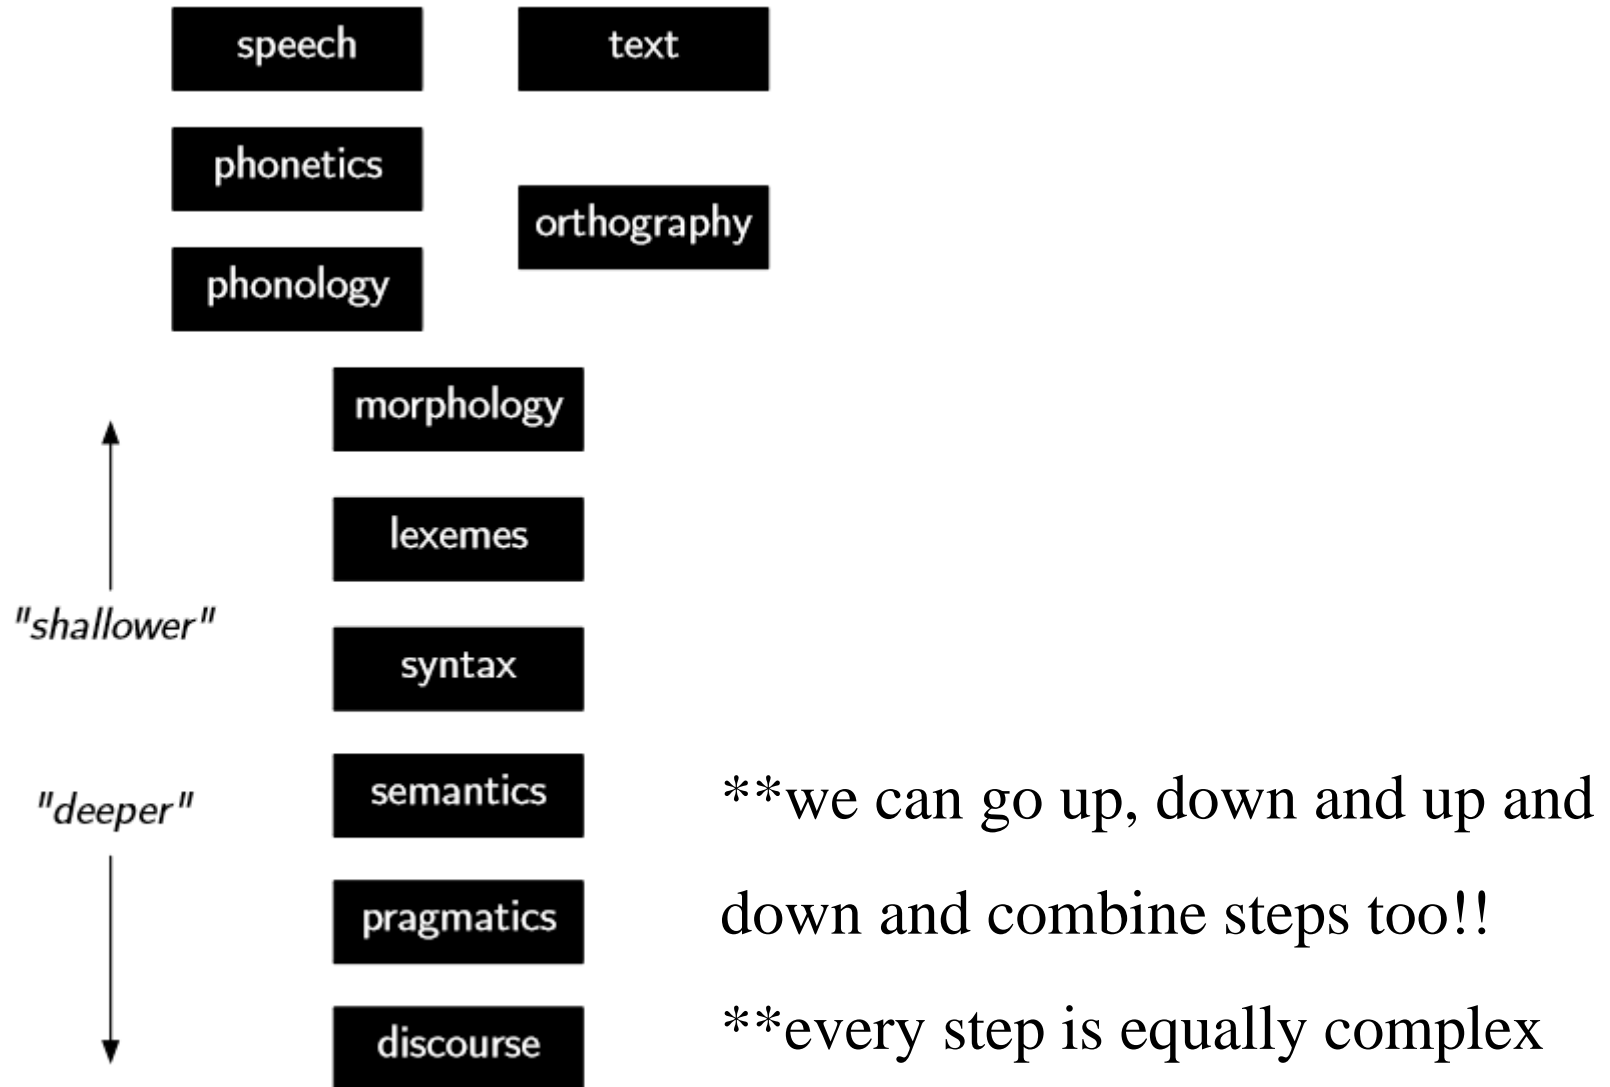 speech
text
phonetics
orthography
phonology
morphology
lexemes
"shallower"
syntax
semantics
"deeper"
**we can go up, down and up and
pragmatics
down and combine steps too!!
discourse
**every step is equally complex